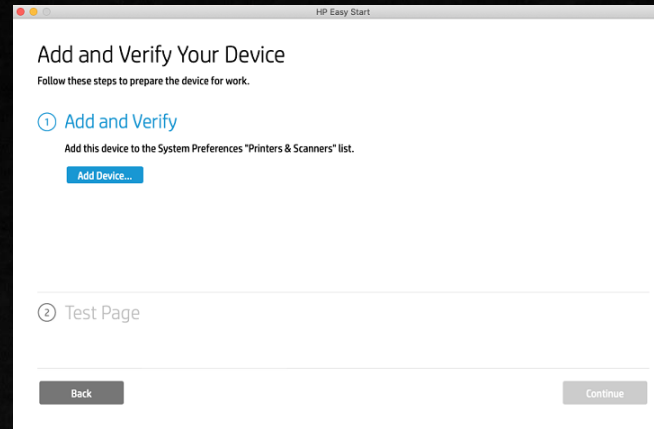 HP Easy Start
Add and Verify Your Device
Follow these steps to prepare the device for work.
1 Add and Verify
Add this device to the System Preferences "Printers & Scanners" list.
Add Device...
2 Test Page
Back
Continue